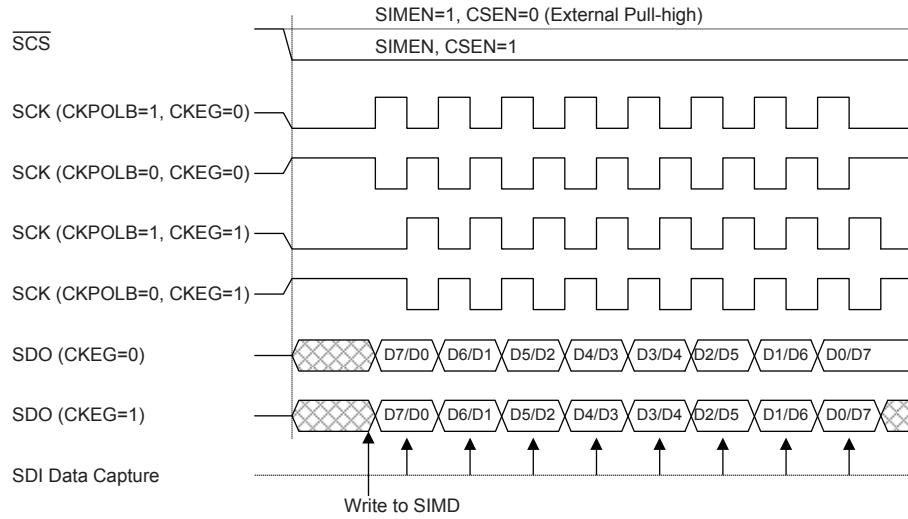 SIMEN=1, CSEN=0 (External Pull-high)
SCS
SIMEN, CSEN=1
SCK (CKPOLB=1, CKEG=0)
SCK (CKPOLB=0, CKEG=0)
SCK (CKPOLB=1, CKEG=1)
SCK (CKPOLB=0, CKEG=1)
SDO (CKEG=0) D7/D0 D6/D1 D5/D2 D4/D3 D3/D4 D2/D5 D1/D6 D0/D7
SDO (CKEG=1) D7/D0 D6/D1 D5/D2 D4/D3 D3/D4 D2/D5 D1/D6 D0/D7
SDI Data Capture
Write to SIMD